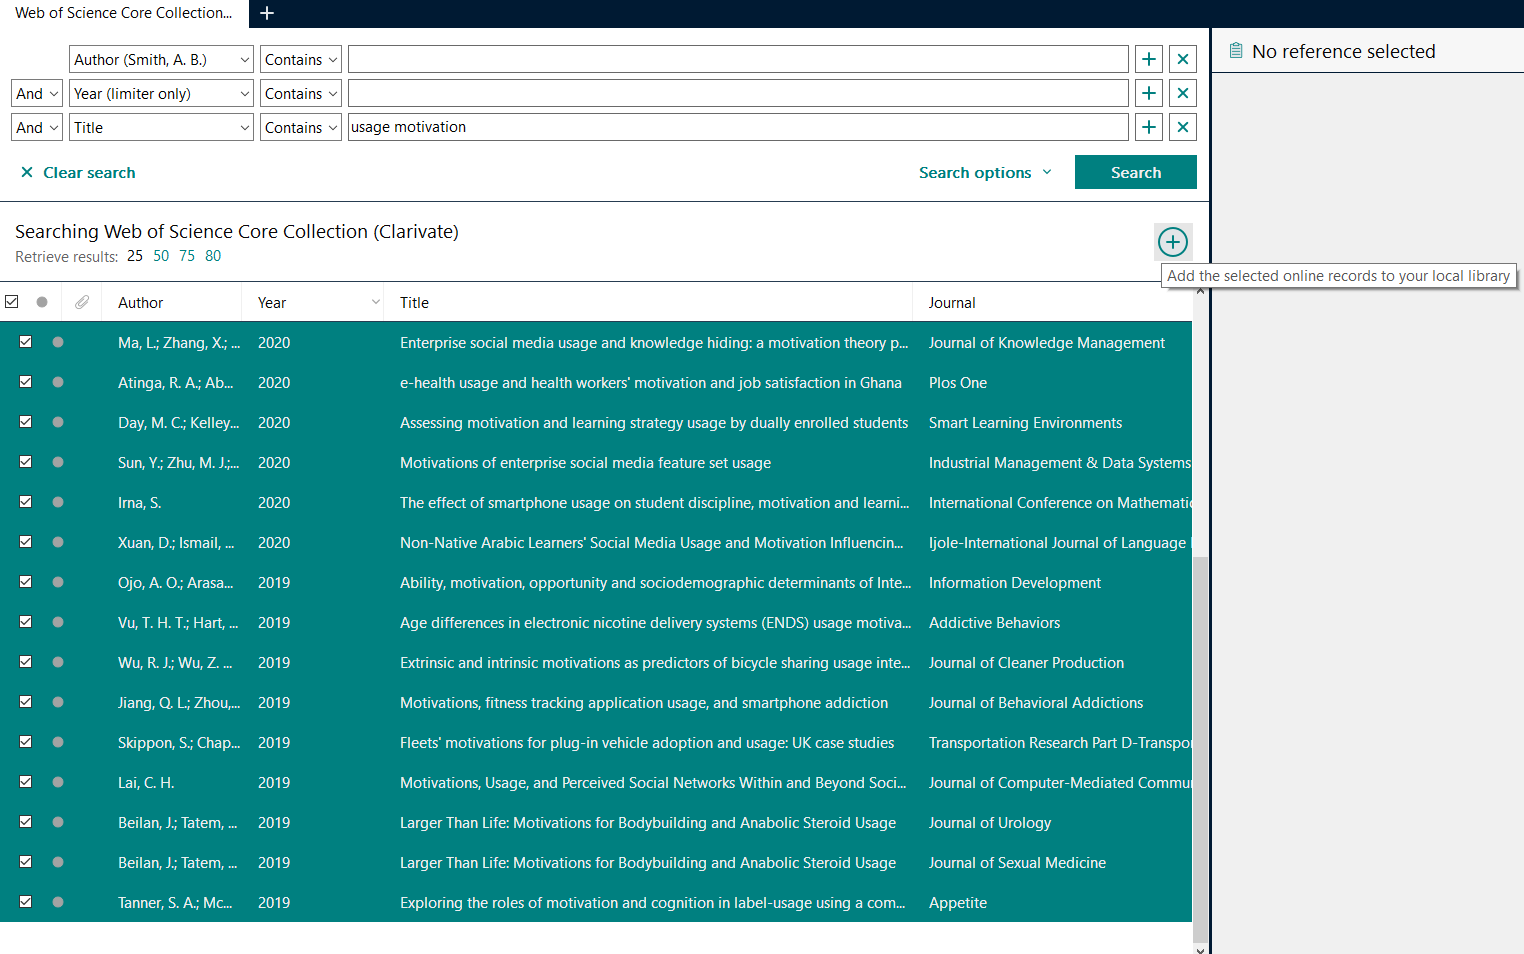 Web of Science Core Collection...
No reference selected
Author (Smith, A. B.) Contains
And Year (limiter only) Contains
And Title Contains usage motivation
Clear search Search options Search
Searching Web of Science Core Collection (Clarivate)
Retrieve results: 25 50 75 80
Add the selected online records to your local library
Author Year Title Journal
Ma, L.; Zhang, X.; ... 2020 Enterprise social media usage and knowledge hiding: a motivation theory p... Journal of Knowledge Management
Atinga, R. A.; Ab... 2020 e-health usage and health workers' motivation and job satisfaction in Ghana Plos One
Day, M. C.; Kelley... 2020 Assessing motivation and learning strategy usage by dually enrolled students Smart Learning Environments
Sun, Y.; Zhu, M. J.;... 2020 Motivations of enterprise social media feature set usage Industrial Management & Data Systems
Irna, S. 2020 The effect of smartphone usage on student discipline, motivation and learni... International Conference on Mathematic
Xuan, D.; Ismail, ... 2020 Non-Native Arabic Learners' Social Media Usage and Motivation Influencin... Ijole-International Journal of Language
Ojo, A. O.; Arasa... 2019 Ability, motivation, opportunity and sociodemographic determinants of Inte... Information Development
Vu, T. H. T.; Hart, ... 2019 Age differences in electronic nicotine delivery systems (ENDS) usage motiva... Addictive Behaviors
Wu, R. J.; Wu, Z. ... 2019 Extrinsic and intrinsic motivations as predictors of bicycle sharing usage inte... Journal of Cleaner Production
Jiang, Q. L.; Zhou,... 2019 Motivations, fitness tracking application usage, and smartphone addiction Journal of Behavioral Addictions
Skippon, S.; Chap... 2019 Fleets' motivations for plug-in vehicle adoption and usage: UK case studies Transportation Research Part D-Transpor
Lai, C. H. 2019 Motivations, Usage, and Perceived Social Networks Within and Beyond Soci... Journal of Computer-Mediated Commu
Beilan, J.; Tatem, ... 2019 Larger Than Life: Motivations for Bodybuilding and Anabolic Steroid Usage Journal of Urology
Beilan, J.; Tatem, ... 2019 Larger Than Life: Motivations for Bodybuilding and Anabolic Steroid Usage Journal of Sexual Medicine
Tanner, S. A.; Mc... 2019 Exploring the roles of motivation and cognition in label-usage using a com... Appetite